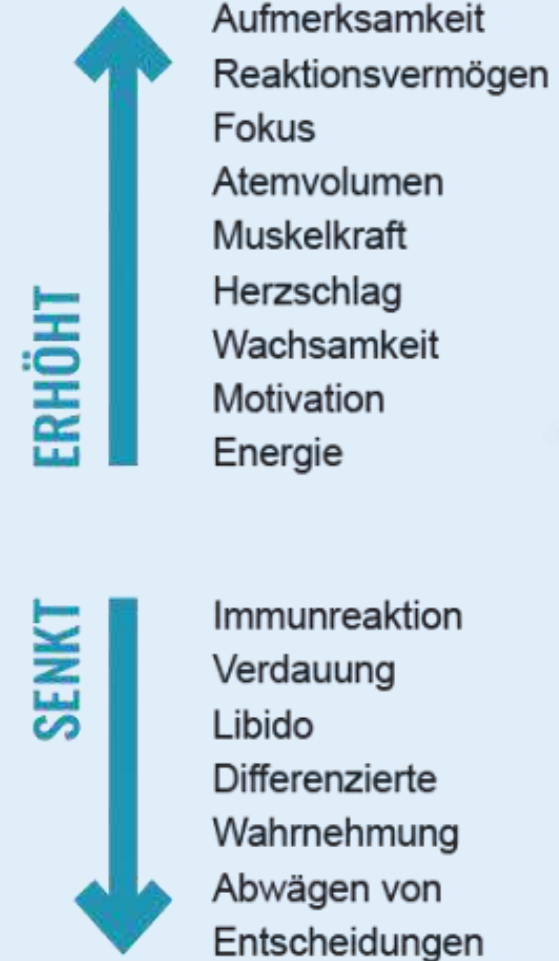 ERHÖHT
Aufmerksamkeit
Reaktionsvermögen
Fokus
Atemvolumen
Muskelkraft
Herzschlag
Wachsamkeit
Motivation
Energie
SENKT
Immunreaktion
Verdauung
Libido
Differenzierte
Wahrnehmung
Abwägen von
Entscheidungen